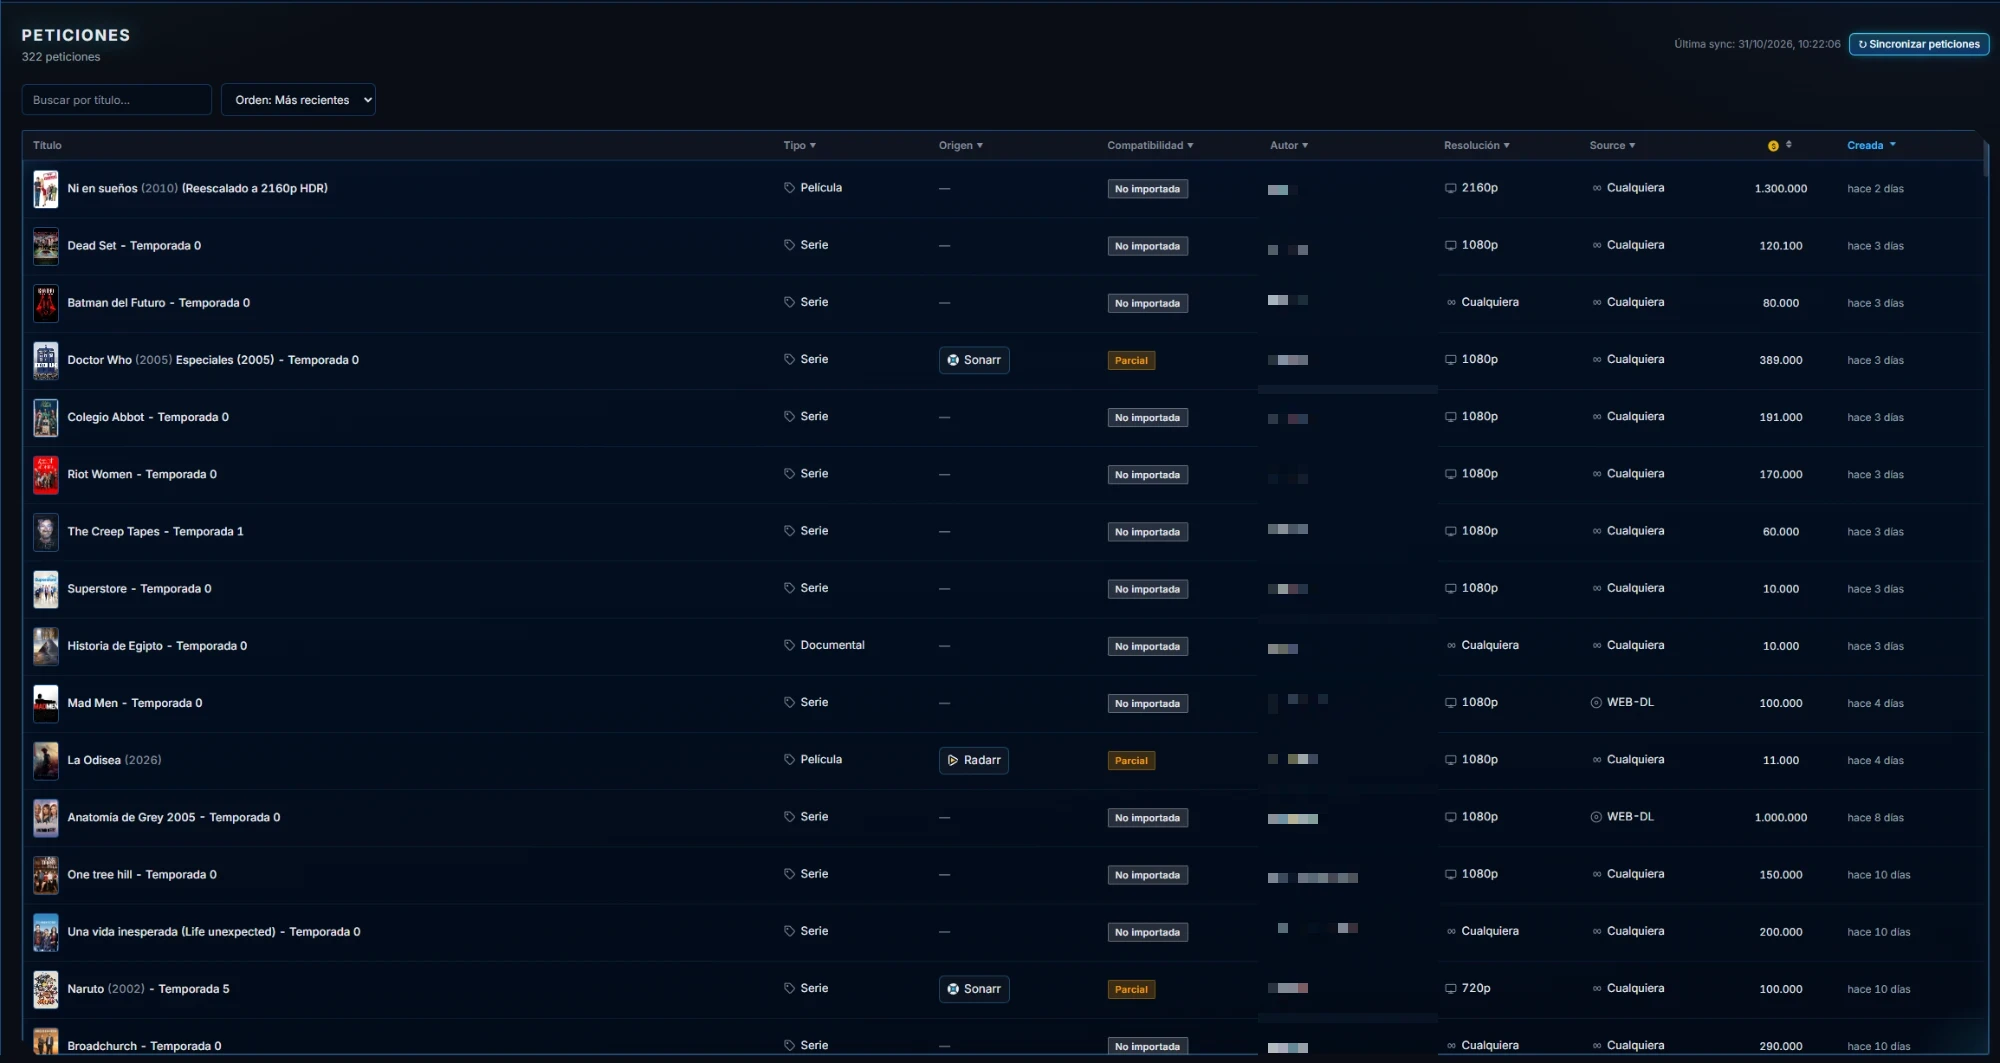 PETICIONES
322 peticiones
Última sync: 31/10/2026, 10:22:06 ↻ Sincronizar peticiones
Buscar por título... Orden: Más recientes
Título Tipo ▼ Origen ▼ Compatibilidad ▼ Autor ▼ Resolución ▼ Source ▼ Creada ▼
Ni en sueños (2010) (Reescalado a 2160p HDR) Película — No importada 2160p ∞ Cualquiera 1.300.000 hace 2 días
Dead Set - Temporada 0 Serie — No importada 1080p ∞ Cualquiera 120.100 hace 3 días
Batman del Futuro - Temporada 0 Serie — No importada ∞ Cualquiera ∞ Cualquiera 80.000 hace 3 días
Doctor Who (2005) Especiales (2005) - Temporada 0 Serie Sonarr Parcial 1080p ∞ Cualquiera 389.000 hace 3 días
Colegio Abbot - Temporada 0 Serie — No importada 1080p ∞ Cualquiera 191.000 hace 3 días
Riot Women - Temporada 0 Serie — No importada 1080p ∞ Cualquiera 170.000 hace 3 días
The Creep Tapes - Temporada 1 Serie — No importada 1080p ∞ Cualquiera 60.000 hace 3 días
Superstore - Temporada 0 Serie — No importada 1080p ∞ Cualquiera 10.000 hace 3 días
Historia de Egipto - Temporada 0 Documental — No importada ∞ Cualquiera ∞ Cualquiera 10.000 hace 3 días
Mad Men - Temporada 0 Serie — No importada 1080p WEB-DL 100.000 hace 4 días
La Odisea (2026) Película Radarr Parcial 1080p ∞ Cualquiera 11.000 hace 4 días
Anatomía de Grey 2005 - Temporada 0 Serie — No importada 1080p WEB-DL 1.000.000 hace 8 días
One tree hill - Temporada 0 Serie — No importada 1080p ∞ Cualquiera 150.000 hace 10 días
Una vida inesperada (Life unexpected) - Temporada 0 Serie — No importada ∞ Cualquiera ∞ Cualquiera 200.000 hace 10 días
Naruto (2002) - Temporada 5 Serie Sonarr Parcial 720p ∞ Cualquiera 100.000 hace 10 días
Broadchurch - Temporada 0 Serie — No importada ∞ Cualquiera ∞ Cualquiera 290.000 hace 10 días